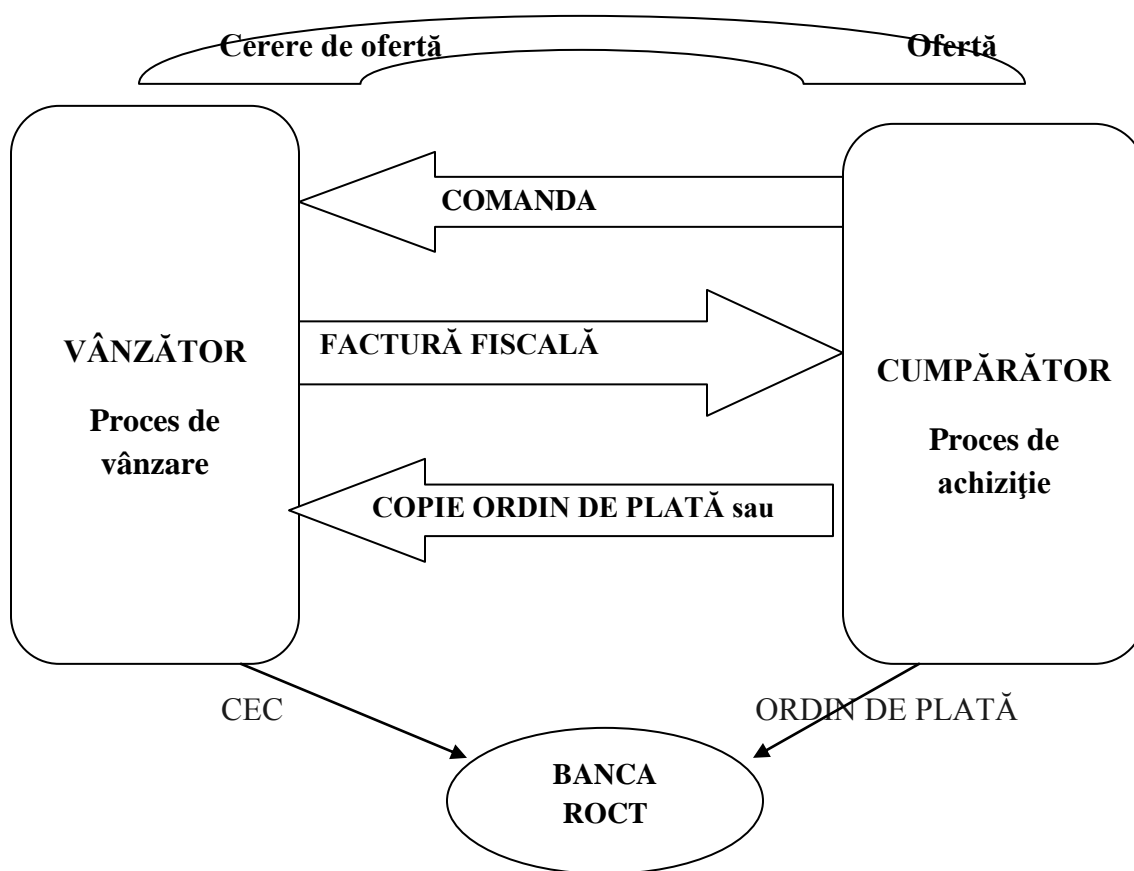 Cerere de ofertă
Ofertă
COMANDA
VÂNZĂTOR
Proces de
vânzare
FACTURĂ FISCALĂ
CUMPĂRĂTOR
Proces de
achiziţie
COPIE ORDIN DE PLATĂ sau
CEC
ORDIN DE PLATĂ
BANCA
ROCT